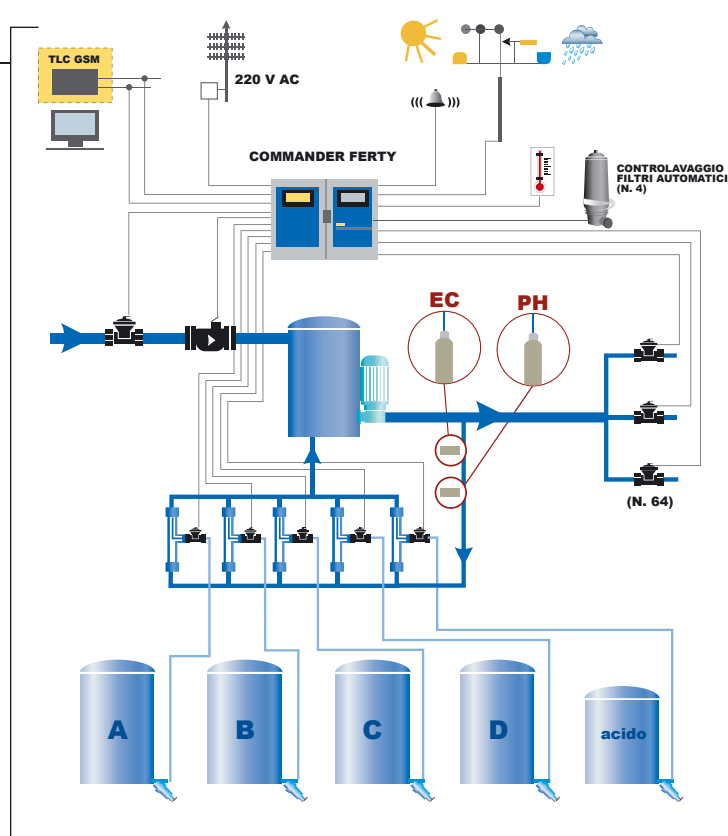 TLC GSM
220 V AC
((( )))
COMMANDER FERTY
CONTROLAVAGGIO
FILTRI AUTOMATICI
(N. 4)
EC
PH
(N. 64)
A
B
C
D
acido